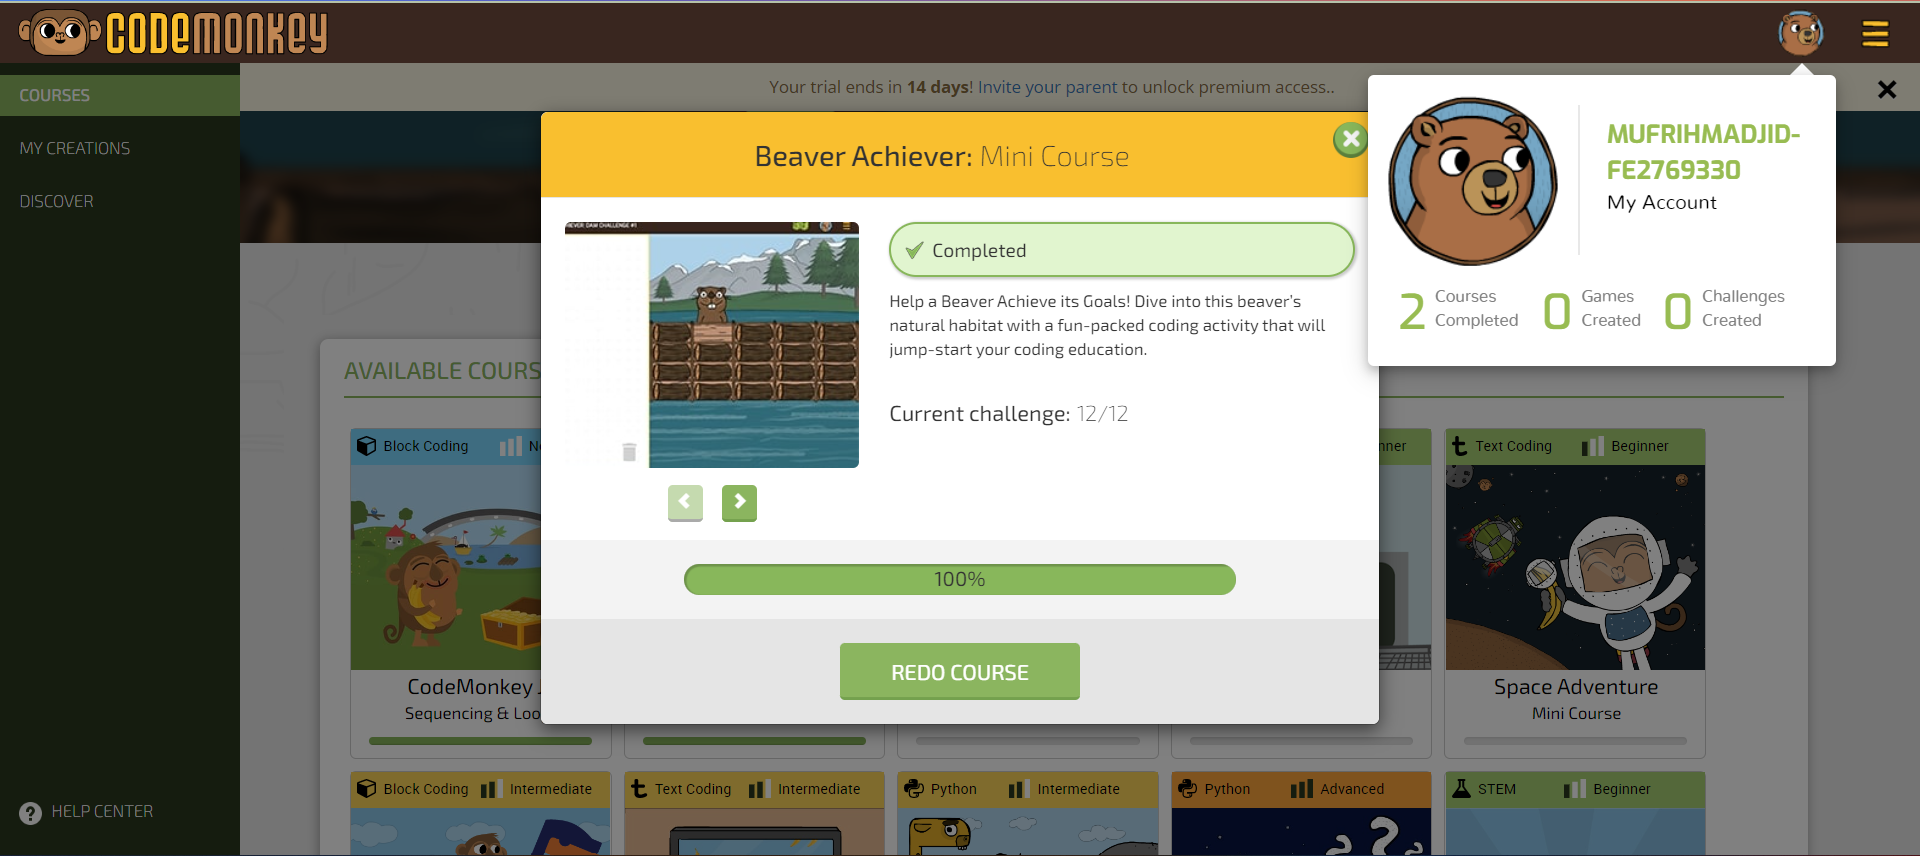 CODEMONKEY
COURSES
MY CREATIONS
DISCOVER
HELP CENTER
Your trial ends in 14 days! Invite your parent to unlock premium access..
MUFRIHMADJID-
FE2769330
My Account
2 Courses Completed
0 Games Created
0 Challenges Created
Beaver Achiever: Mini Course
DAM CHALLENGE #1
Completed
Help a Beaver Achieve its Goals! Dive into this beaver's
natural habitat with a fun-packed coding activity that will
jump-start your coding education.
Current challenge: 12/12
100%
REDO COURSE
AVAILABLE
Block Coding
CodeMonkey
Sequencing &
Text Coding Beginner
Space Adventure
Mini Course
Block Coding Intermediate
Text Coding Intermediate
Python Intermediate
Python Advanced
STEM Beginner